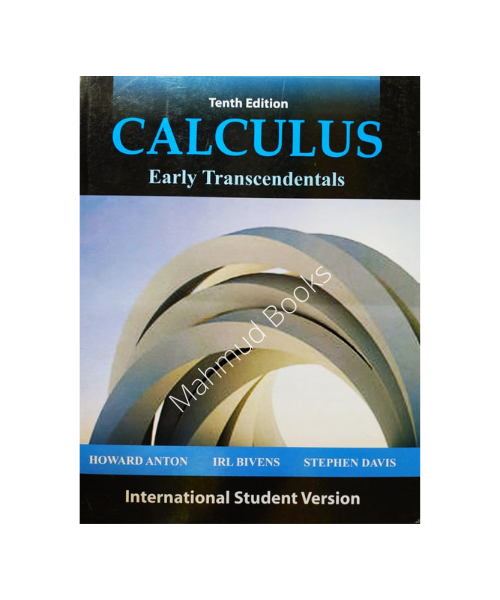 Tenth Edition
CALCULUS
Early Transcendentals
Mahmud Books
HOWARD ANTON IRL BIVENS STEPHEN DAVIS
International Student Version